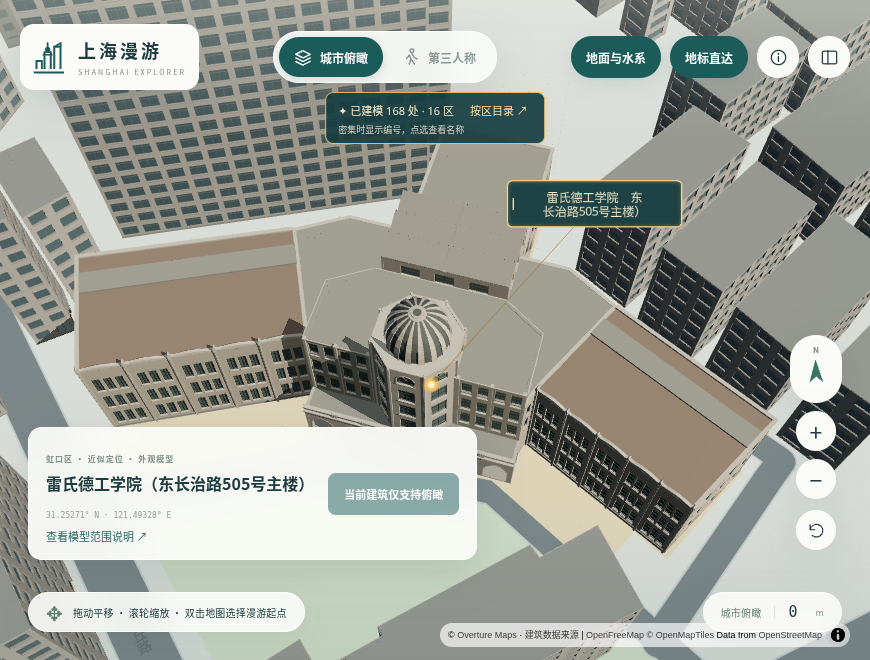 上海漫游
SHANGHAI EXPLORER
城市俯瞰
第三人称
地面与水系
地标直达
✦ 已建模 168 处 · 16 区 按区目录 ↗
密集时显示编号，点选查看名称
雷氏德工学院 东
长治路505号主楼）
N
+
−
虹口区 · 近似定位 · 外观模型
雷氏德工学院（东长治路505号主楼）
当前建筑仅支持俯瞰
31.25271° N · 121.49328° E
查看模型范围说明 ↗
拖动平移 · 滚轮缩放 · 双击地图选择漫游起点
城市俯瞰 0 m
© Overture Maps · 建筑数据来源 | OpenFreeMap © OpenMapTiles Data from OpenStreetMap